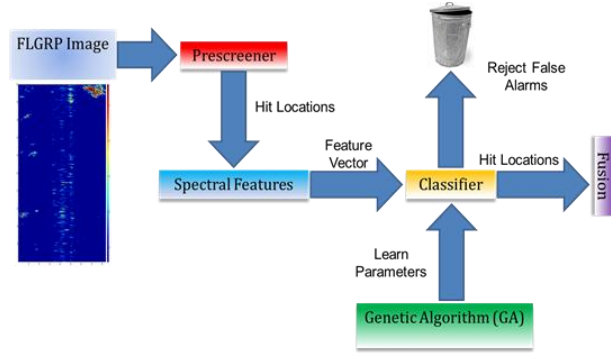 FLGRP Image
Prescreener
Hit Locations
Reject False
Alarms
Feature
Vector
Hit Locations
Spectral Features
Classifier
Fusion
Learn
Parameters
Genetic Algorithm (GA)